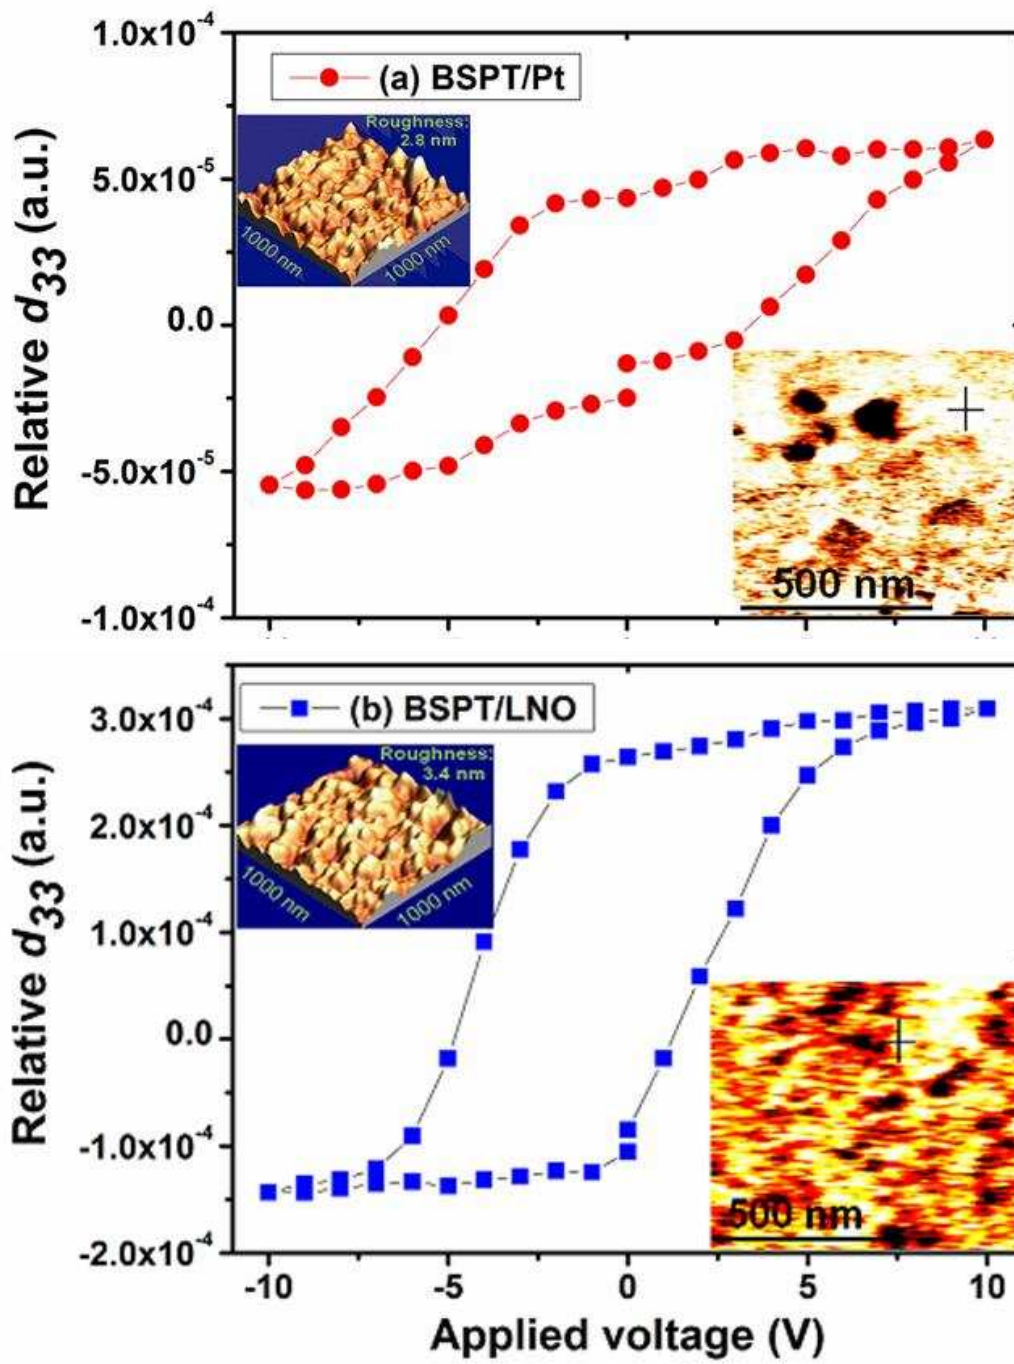 1.0x10⁻⁴
(a) BSPT/Pt
Roughness:
2.8 nm
5.0x10⁻⁵
1000 nm
1000 nm
0.0
-5.0x10⁻⁵
500 nm
-1.0x10⁻⁴
Relative d33 (a.u.)
(b) BSPT/LNO
3.0x10⁻⁴
Roughness:
3.4 nm
2.0x10⁻⁴
1000 nm
1000 nm
1.0x10⁻⁴
0.0
-1.0x10⁻⁴
500 nm
-2.0x10⁻⁴
Relative d33 (a.u.)
-10 -5 0 5 10
Applied voltage (V)